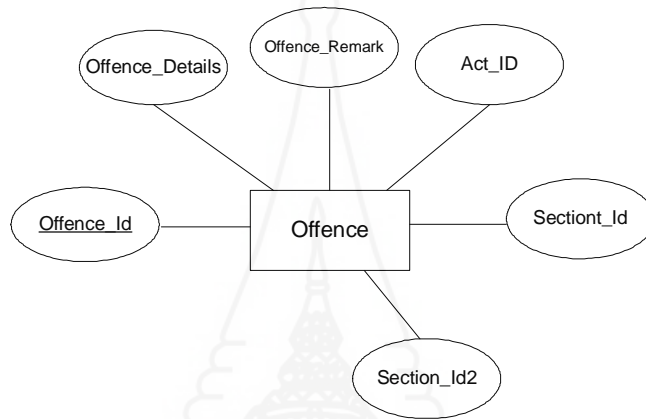 Offence_Remark
Offence_Details
Act_ID
Offence_Id
Offence
Sectiont_Id
Section_Id2